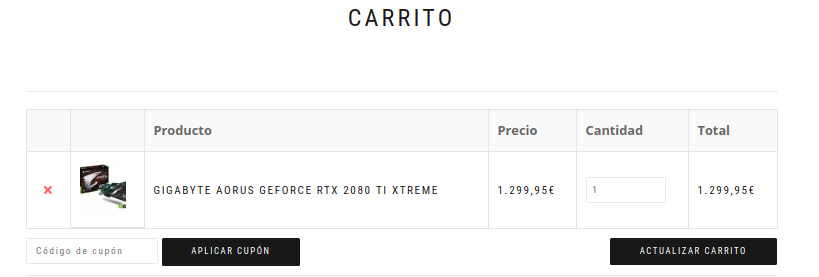 CARRITO
Producto Precio Cantidad Total
GIGABYTE AORUS GEFORCE RTX 2080 TI XTREME 1.299,95€ 1 1.299,95€
Código de cupón APLICAR CUPÓN ACTUALIZAR CARRITO